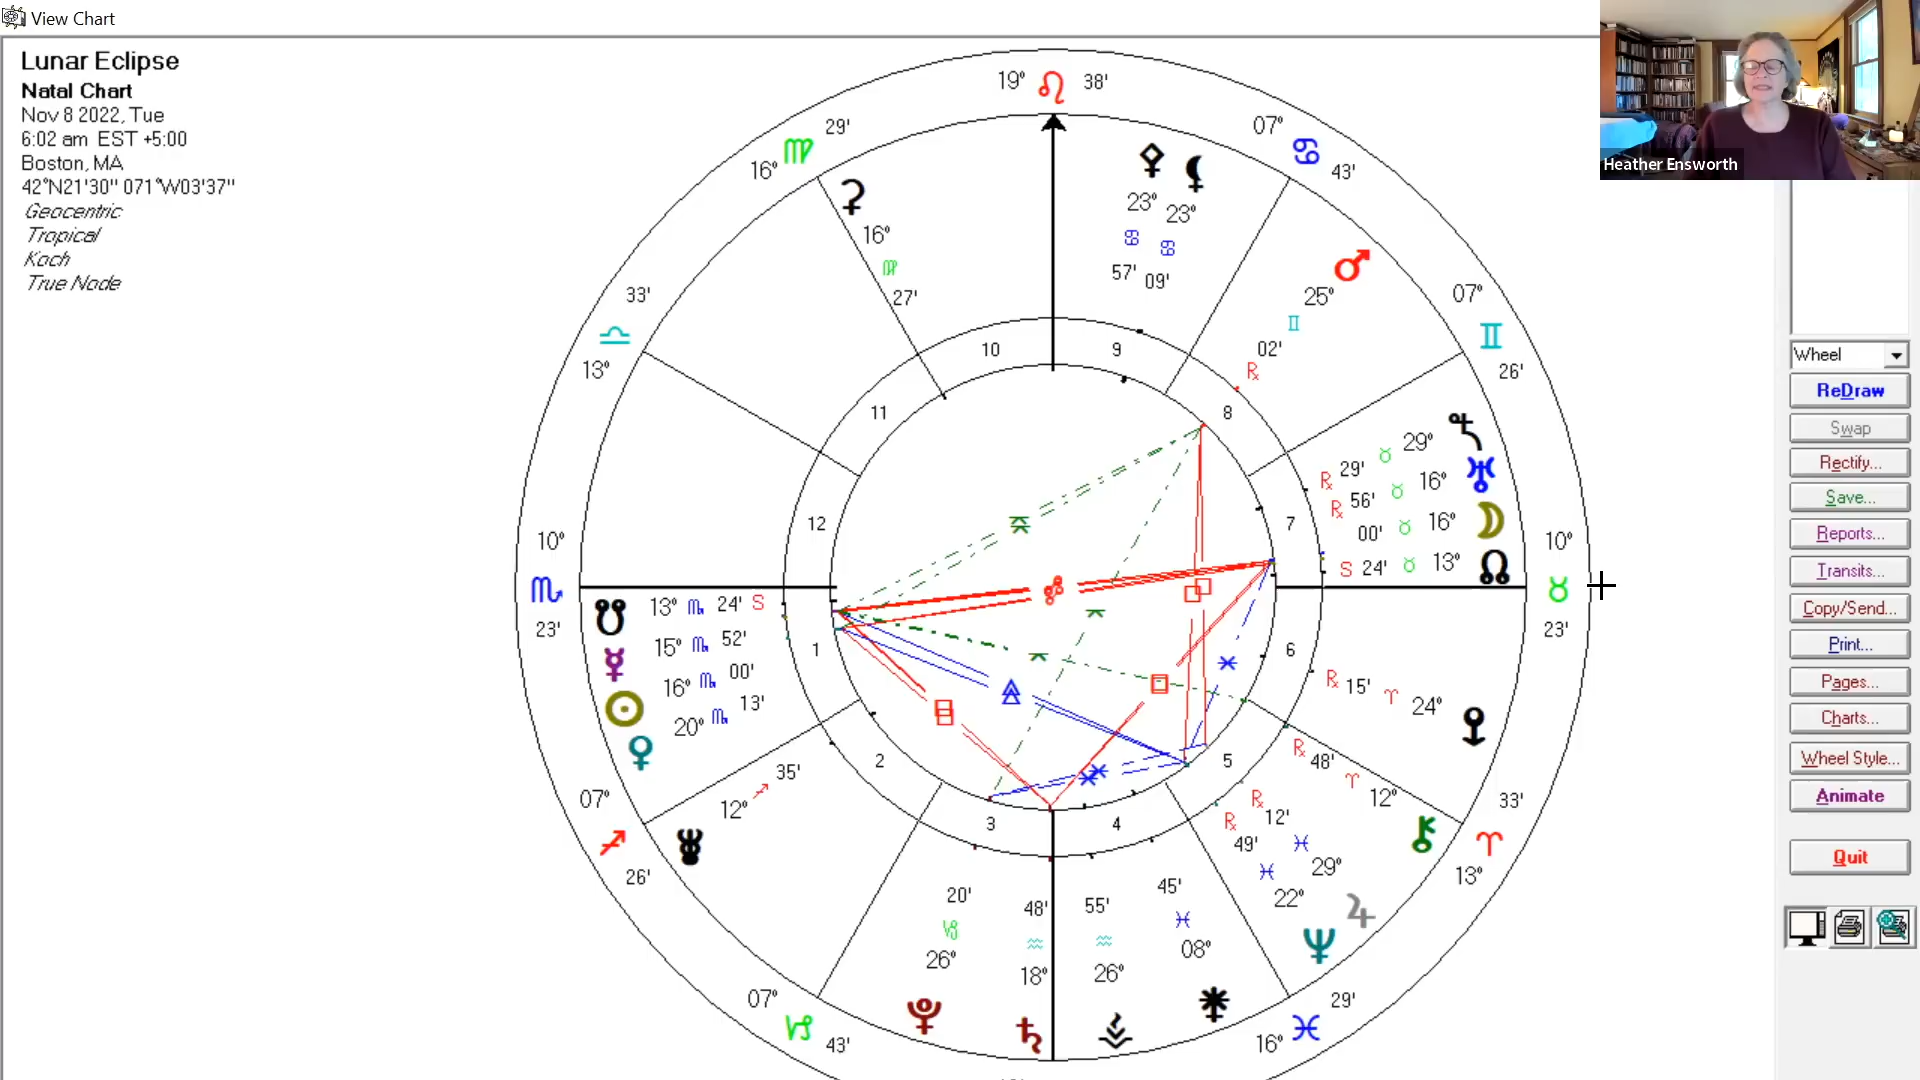 View Chart
Lunar Eclipse
Natal Chart
Nov 8 2022, Tue
6:02 am EST +5:00
Boston, MA
42°N21'30" 071°W03'37"
Geocentric
Tropical
Koch
True Node
Heather Ensworth
19° ♌ 38'
07° ♋ 43'
07° ♊ 26'
10° ♉ 23'
33' ♈ 13°
16° ♓ 29'
07° ♑ 43'
07° ♐ 26'
10° ♏ 23'
33' ♎ 13°
16° ♍ 29'
⚳ 16° ♍ 27'
⚴ 23° ♋ 57'
⚸ 23° ♋ 09'
♂ 25° ♊ 02' ℞
29° ♉ 29' ℞
♅ 16° ♉ 56' ℞
☽ 16° ♉ 00'
☊ 13° ♉ 24' S
☋ 13° ♏ 24' S
☿ 15° ♏ 52'
☉ 16° ♏ 00'
♀ 20° ♏ 13'
12° ♐ 35'
♇ 26° ♑ 20'
♄ 18° ♒ 48'
⚶ 26° ♒ 55'
⚵ 08° ♓ 45'
♆ 22° ♓ 49' ℞
♃ 29° ♓ 12' ℞
⚷ 12° ♈ 48' ℞
24° ♈ 15' ℞
1
2
3
4
5
6
7
8
9
10
11
12
Wheel
ReDraw
Swap
Rectify...
Save...
Reports...
Transits...
Copy/Send...
Print...
Pages...
Charts...
Wheel Style...
Animate
Quit